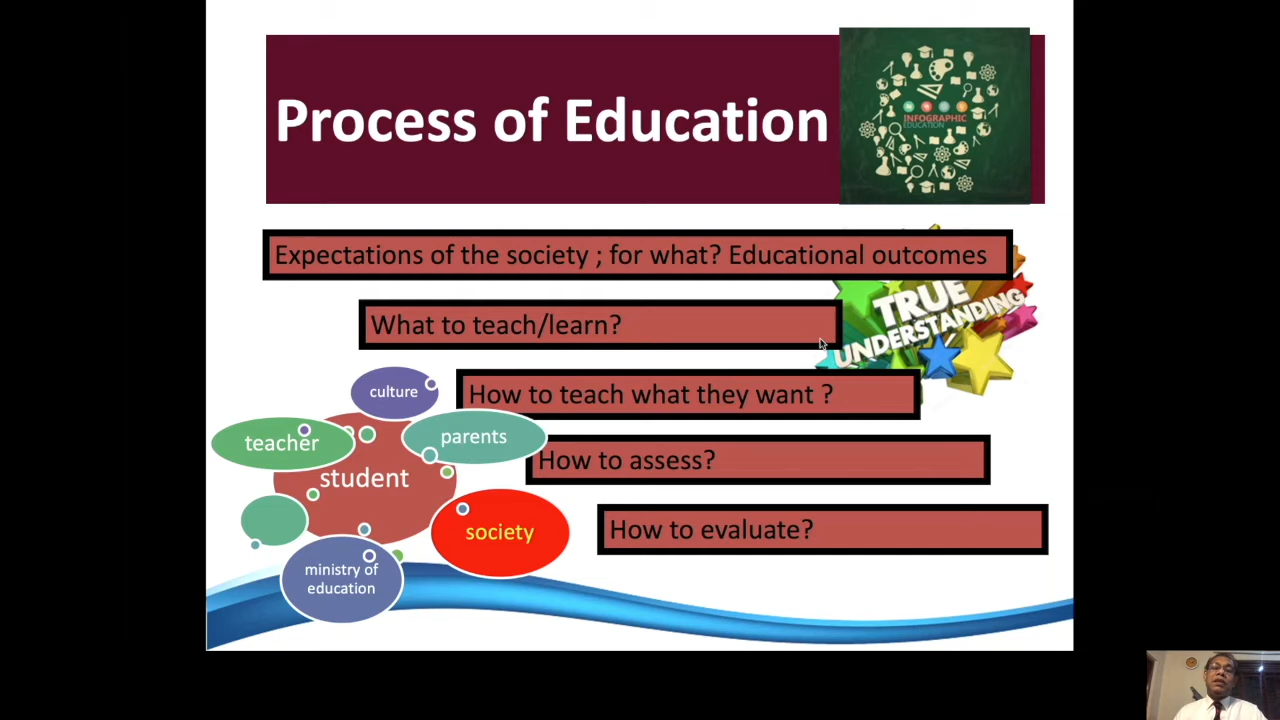 Process of Education
INFOGRAPHIC
EDUCATION
Expectations of the society ; for what? Educational outcomes
TRUE
UNDERSTANDING
What to teach/learn?
How to teach what they want ?
How to assess?
How to evaluate?
culture
teacher
parents
student
society
ministry of
education